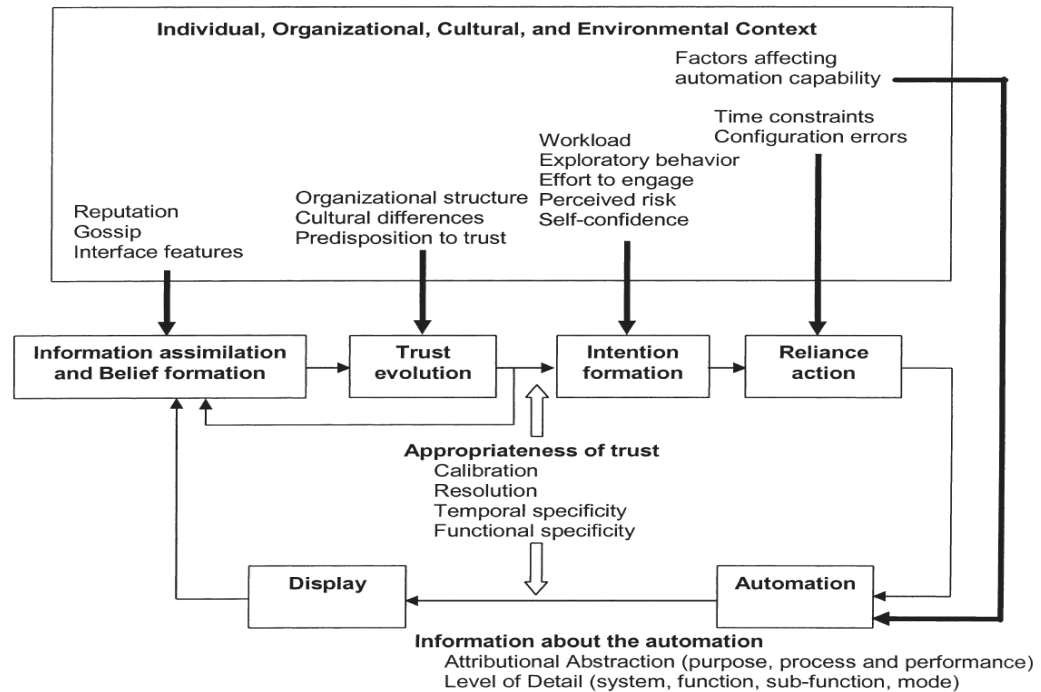 Individual, Organizational, Cultural, and Environmental Context
Factors affecting
automation capability
Time constraints
Configuration errors
Workload
Exploratory behavior
Effort to engage
Perceived risk
Self-confidence
Organizational structure
Cultural differences
Predisposition to trust
Reputation
Gossip
Interface features
Information assimilation
and Belief formation
Trust
evolution
Intention
formation
Reliance
action
Appropriateness of trust
Calibration
Resolution
Temporal specificity
Functional specificity
Display
Automation
Information about the automation
Attributional Abstraction (purpose, process and performance)
Level of Detail (system, function, sub-function, mode)